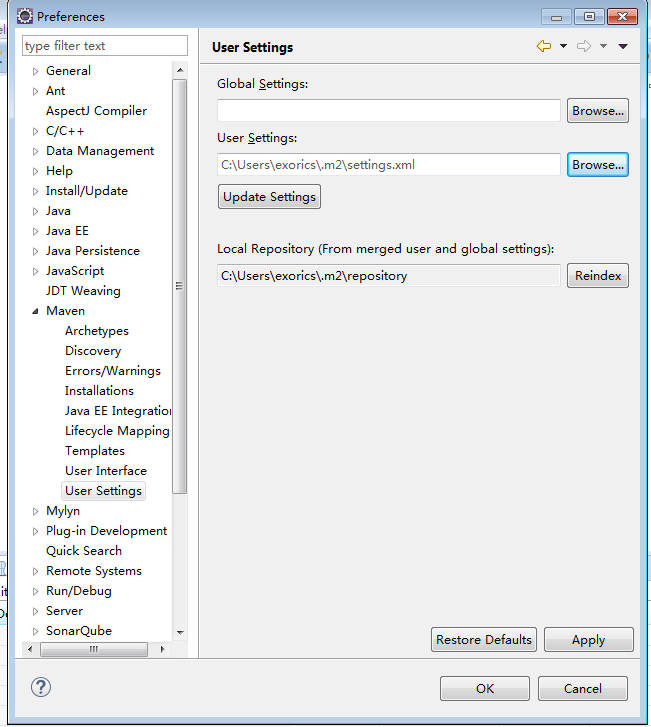 Preferences
type filter text
General
Ant
AspectJ Compiler
C/C++
Data Management
Help
Install/Update
Java
Java EE
Java Persistence
JavaScript
JDT Weaving
Maven
Archetypes
Discovery
Errors/Warnings
Installations
Java EE Integration
Lifecycle Mapping
Templates
User Interface
User Settings
Mylyn
Plug-in Development
Quick Search
Remote Systems
Run/Debug
Server
SonarQube
User Settings
Global Settings:
Browse...
User Settings:
C:\Users\exorics\.m2\settings.xml
Browse...
Update Settings
Local Repository (From merged user and global settings):
C:\Users\exorics\.m2\repository
Reindex
Restore Defaults
Apply
?
OK
Cancel